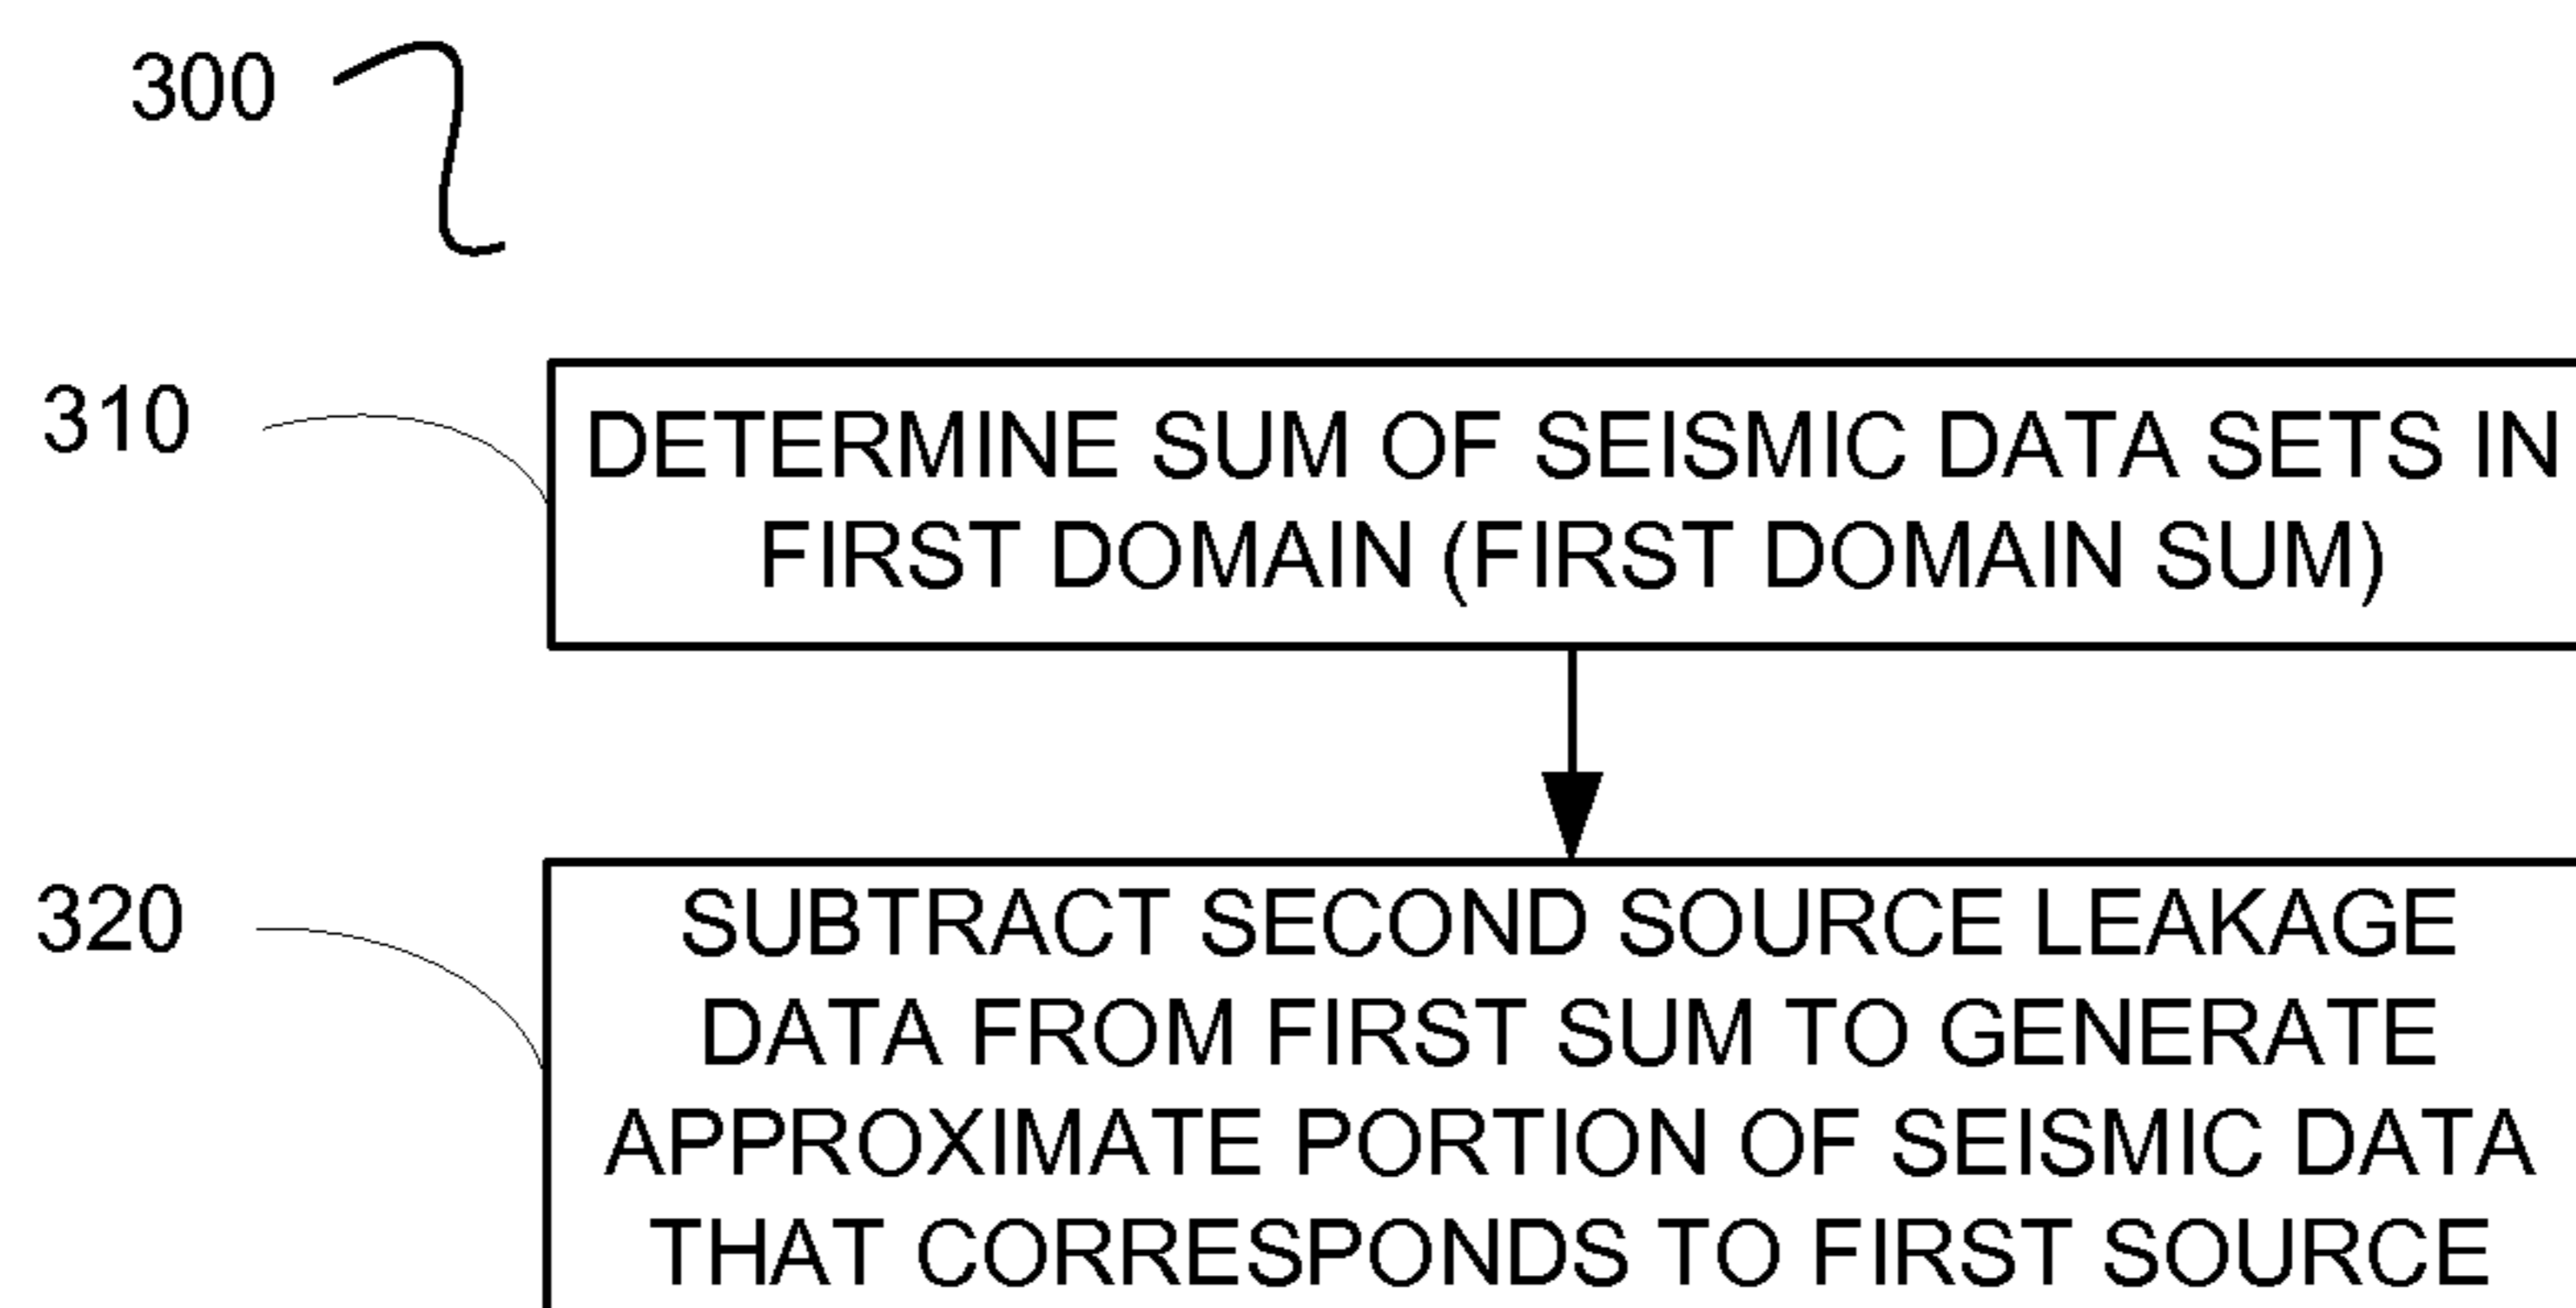 300
310
DETERMINE SUM OF SEISMIC DATA SETS IN
FIRST DOMAIN (FIRST DOMAIN SUM)
320
SUBTRACT SECOND SOURCE LEAKAGE
DATA FROM FIRST SUM TO GENERATE
APPROXIMATE PORTION OF SEISMIC DATA
THAT CORRESPONDS TO FIRST SOURCE